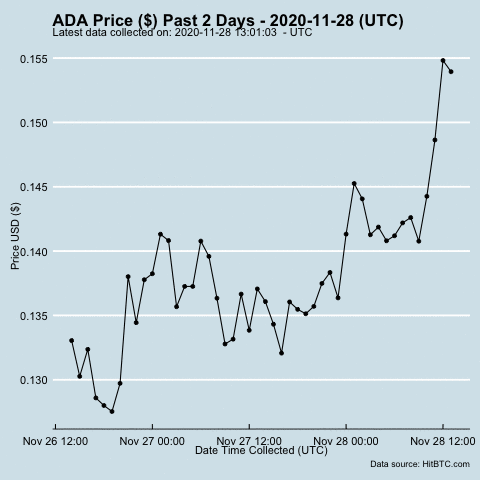 ADA Price ($) Past 2 Days - 2020-11-28 (UTC)
Latest data collected on: 2020-11-28 13:01:03 - UTC
0.155
0.150
0.145
0.140
0.135
0.130
Price USD ($)
Nov 26 12:00 Nov 27 00:00 Nov 27 12:00 Nov 28 00:00 Nov 28 12:00
Date Time Collected (UTC)
Data source: HitBTC.com